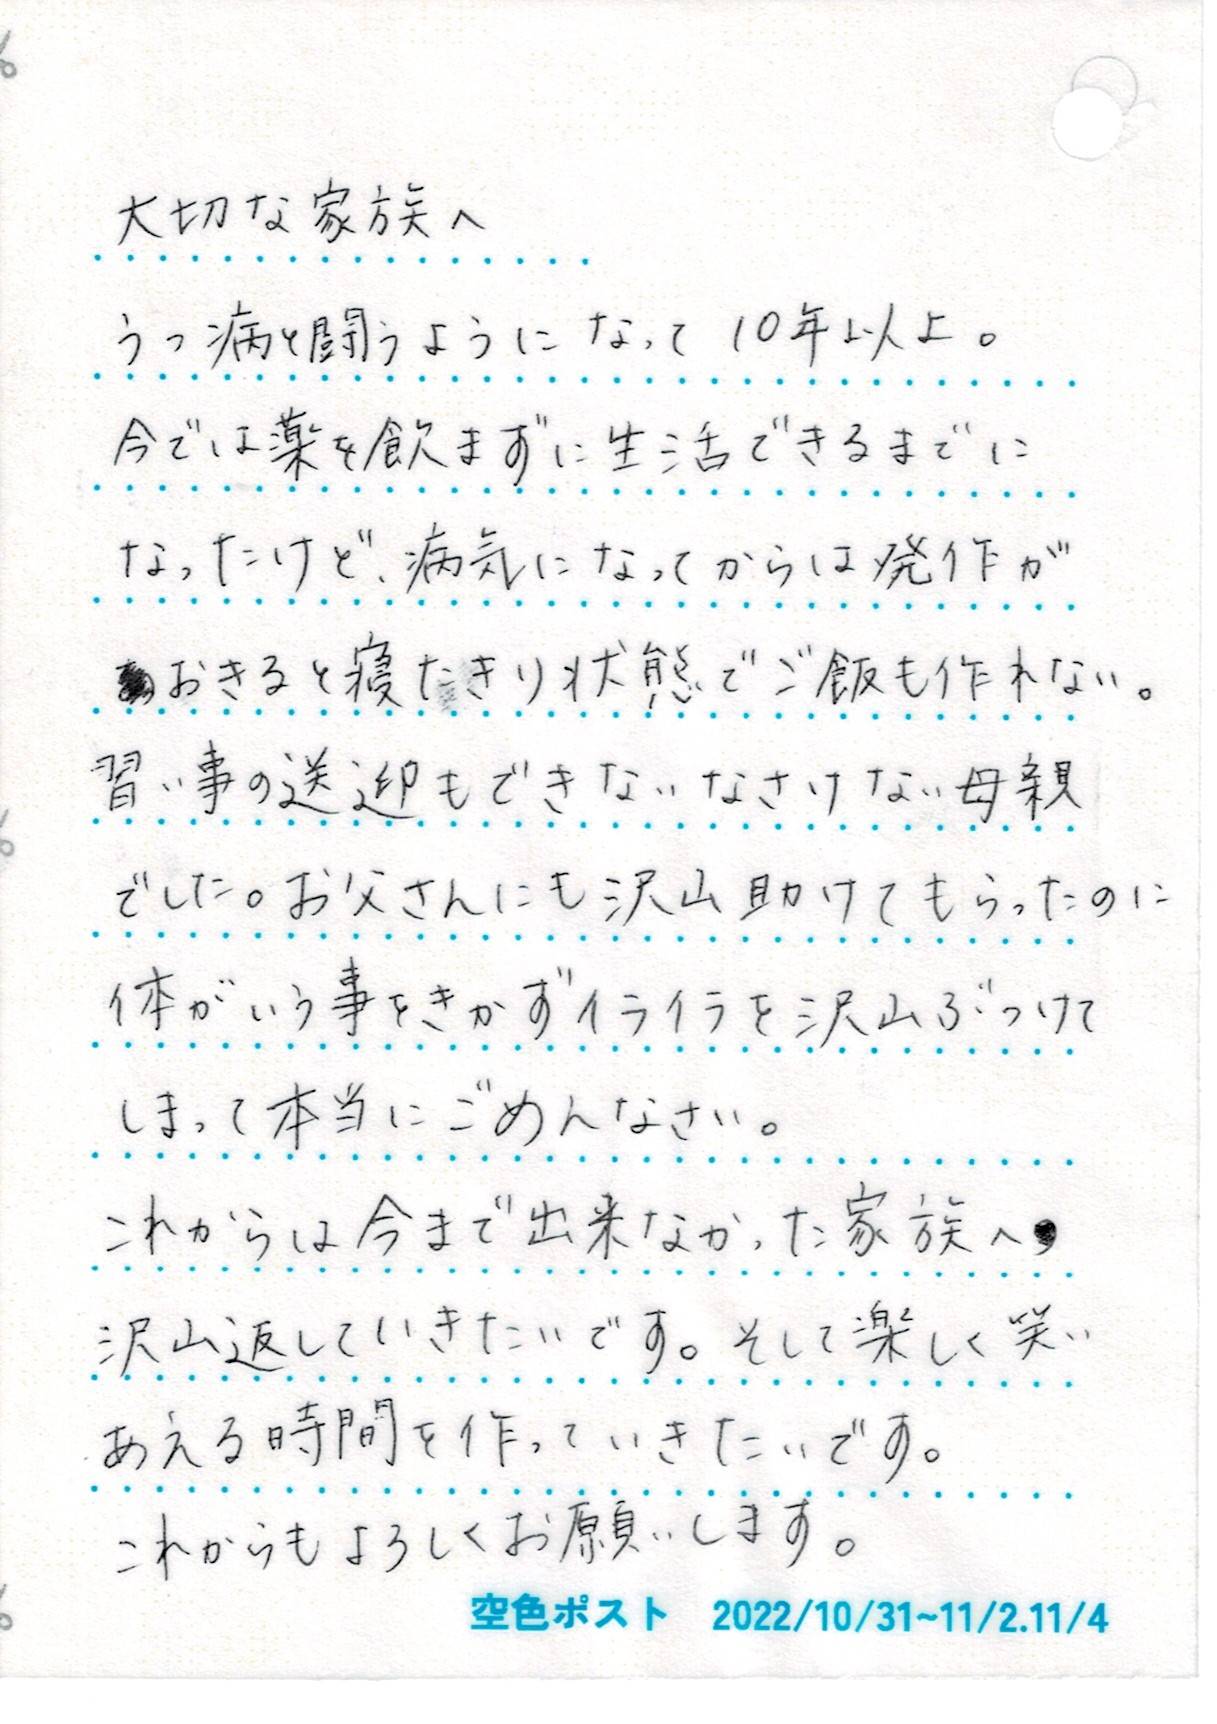 大切な家族へ
うつ病と闘うようになって10年以上。
今では薬を飲まずに生活できるまでに
なったけど、病気になってからは発作が
おきると寝たきり状態でご飯も作れない。
習い事の送迎もできないなさけない母親
でした。お父さんにも沢山助けてもらったのに
体がいう事をきかずイライラを沢山ぶつけて
しまって本当にごめんなさい。
これからは今まで出来なかった家族へ
沢山返していきたいです。そして楽しく笑い
あえる時間を作っていきたいです。
これからもよろしくお願いします。
空色ポスト 2022/10/31~11/2.11/4